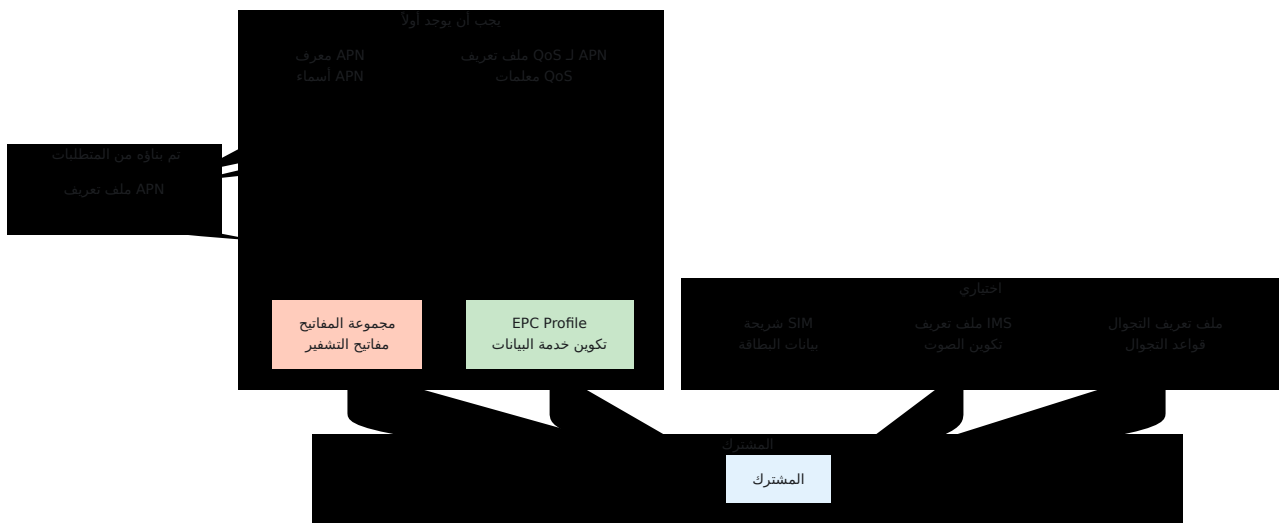 يجب أن يوجد أولاً
معرف APN
أسماء APN
ملف تعريف QoS لـ APN
معلمات QoS
تم بناؤه من المتطلبات
ملف تعريف APN
مجموعة المفاتيح
مفاتيح التشفير
EPC Profile
تكوين خدمة البيانات
اختياري
شريحة SIM
بيانات البطاقة
ملف تعريف IMS
تكوين الصوت
ملف تعريف التجوال
قواعد التجوال
المشترك
المشترك